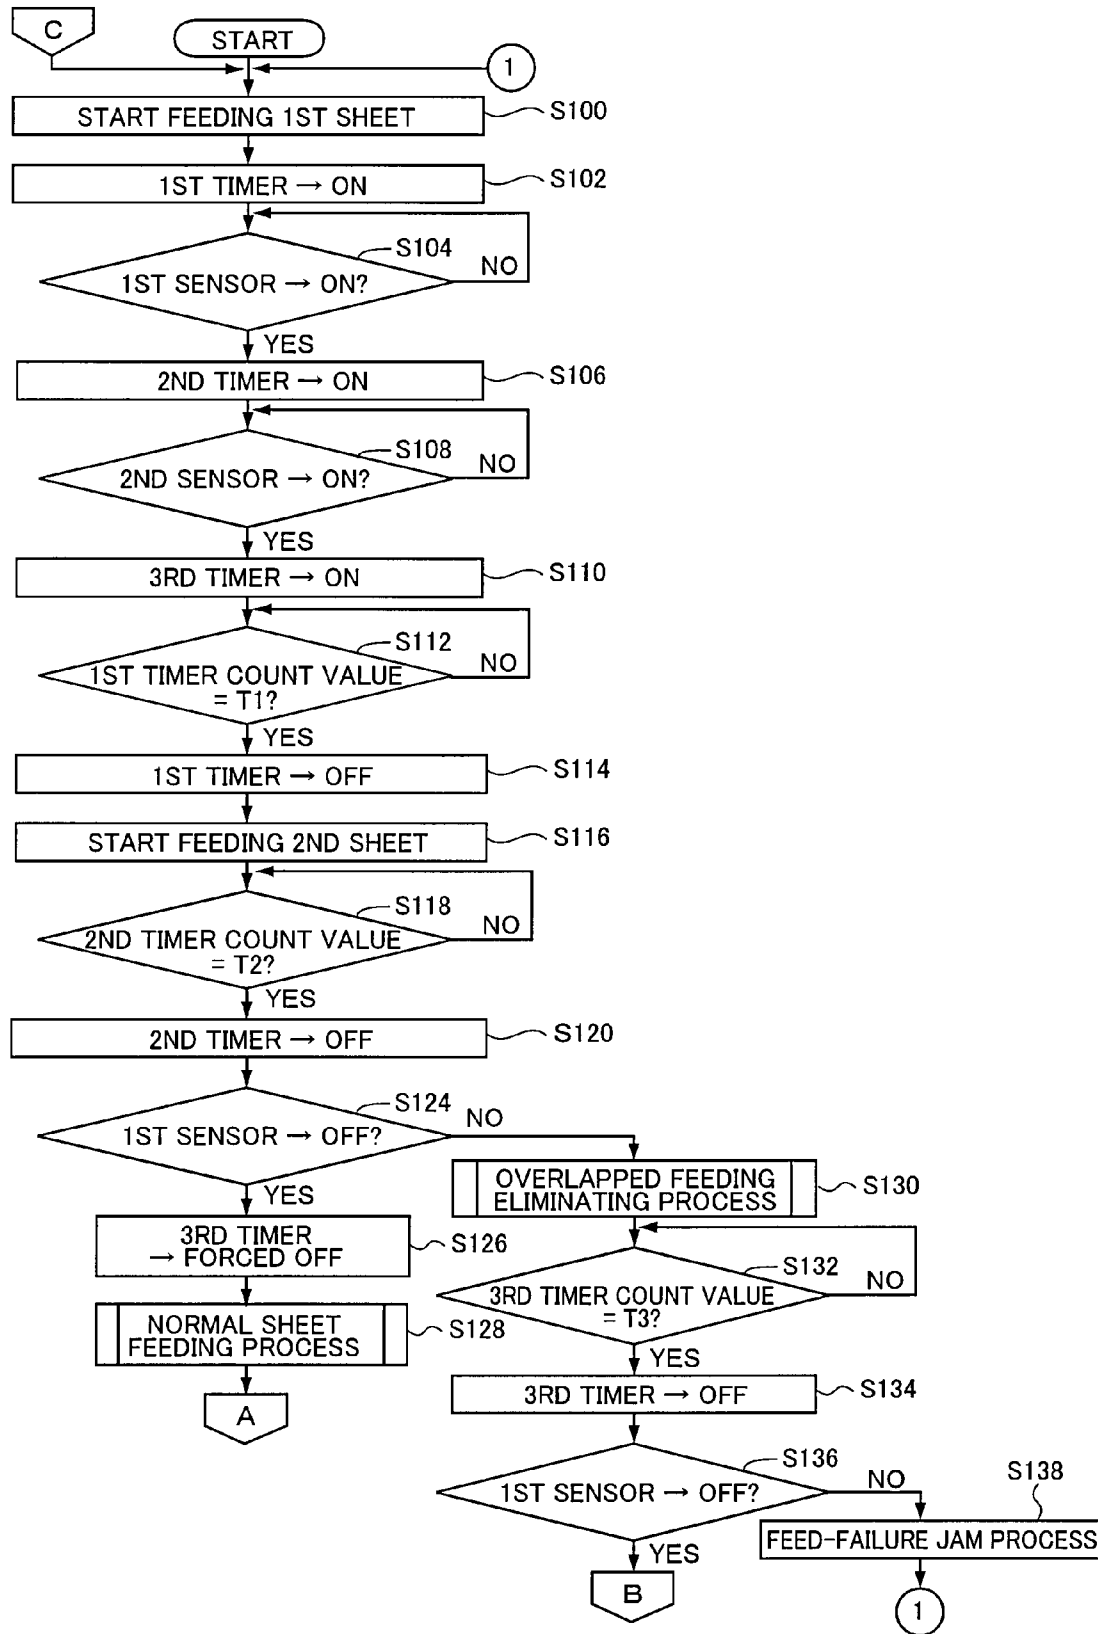 C
START
1
START FEEDING 1ST SHEET
S100
1ST TIMER → ON
S102
S104
1ST SENSOR → ON?
NO
YES
2ND TIMER → ON
S106
S108
2ND SENSOR → ON?
NO
YES
3RD TIMER → ON
S110
S112
1ST TIMER COUNT VALUE
= T1?
NO
YES
1ST TIMER → OFF
S114
START FEEDING 2ND SHEET
S116
S118
2ND TIMER COUNT VALUE
= T2?
NO
YES
2ND TIMER → OFF
S120
S124
1ST SENSOR → OFF?
NO
YES
OVERLAPPED FEEDING
ELIMINATING PROCESS
S130
3RD TIMER
→ FORCED OFF
S126
S132
3RD TIMER COUNT VALUE
= T3?
NO
YES
NORMAL SHEET
FEEDING PROCESS
S128
A
3RD TIMER → OFF
S134
S136
1ST SENSOR → OFF?
NO
YES
S138
FEED-FAILURE JAM PROCESS
B
1